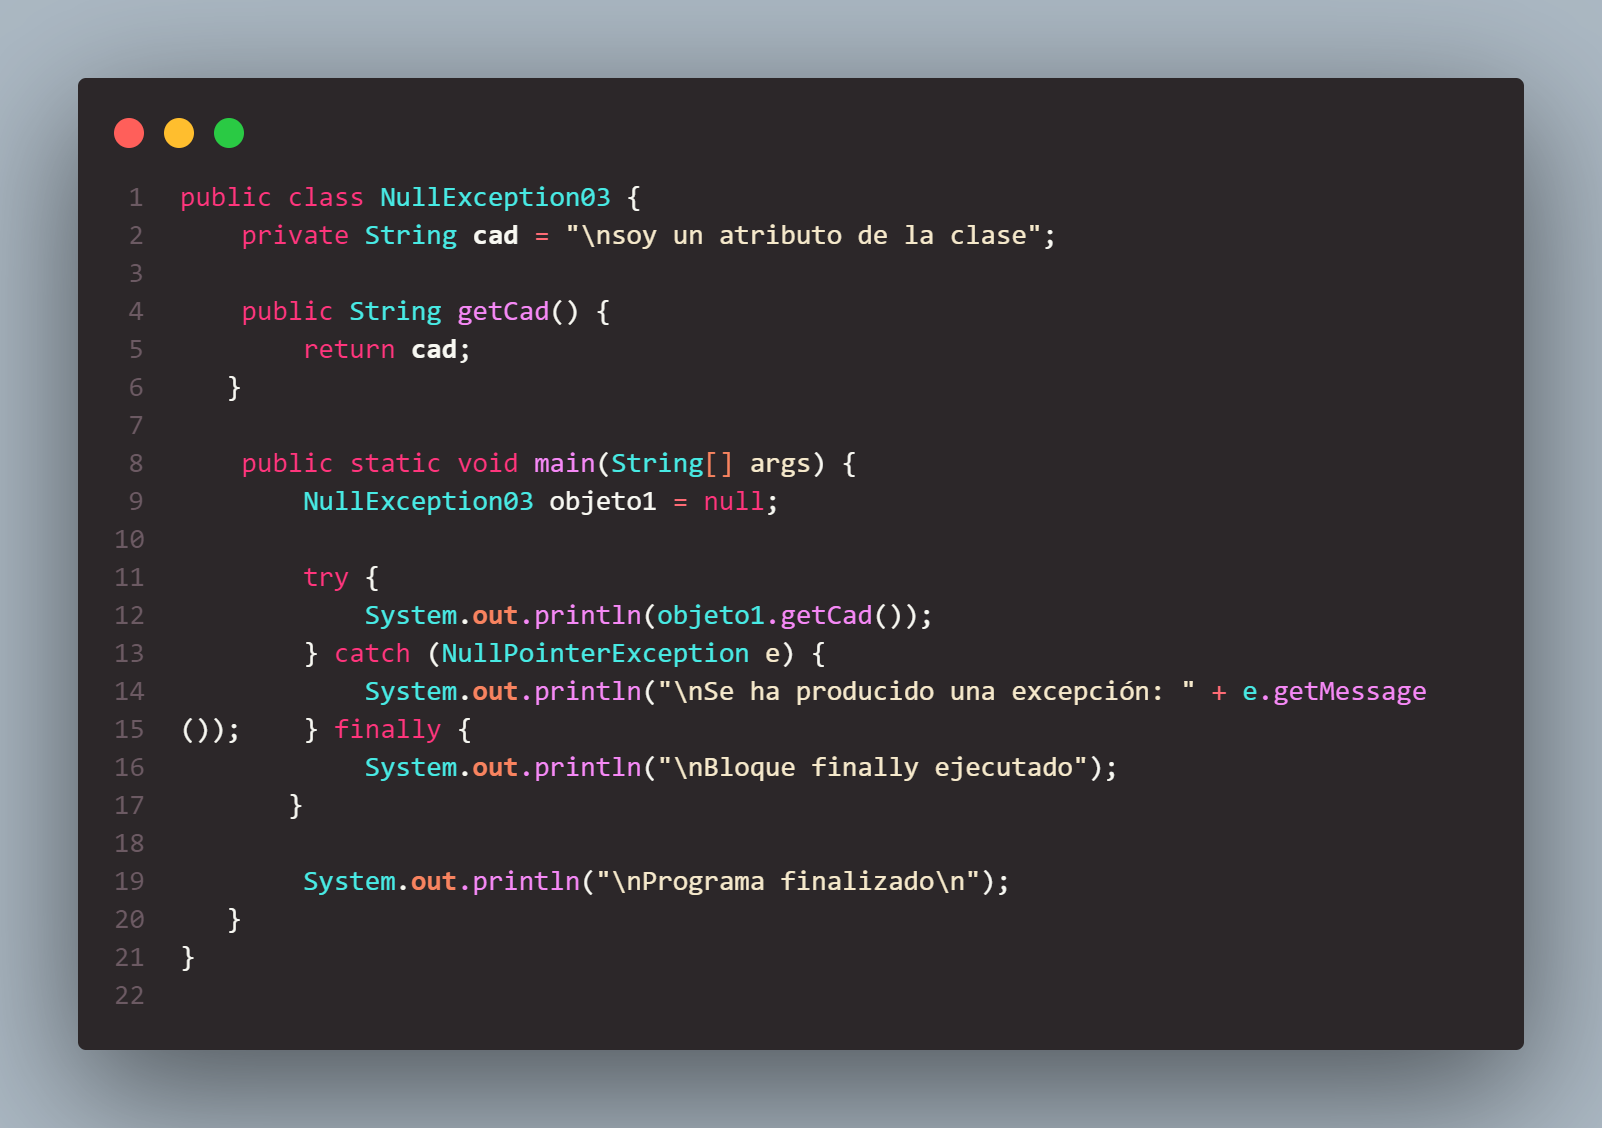 1 public class NullException03 {
2     private String cad = "\nsoy un atributo de la clase";
3
4     public String getCad() {
5         return cad;
6    }
7
8     public static void main(String[] args) {
9         NullException03 objeto1 = null;
10
11         try {
12             System.out.println(objeto1.getCad());
13         } catch (NullPointerException e) {
14             System.out.println("\nSe ha producido una excepción: " + e.getMessage
15 ());    } finally {
16             System.out.println("\nBloque finally ejecutado");
17        }
18
19         System.out.println("\nPrograma finalizado\n");
20    }
21 }
22